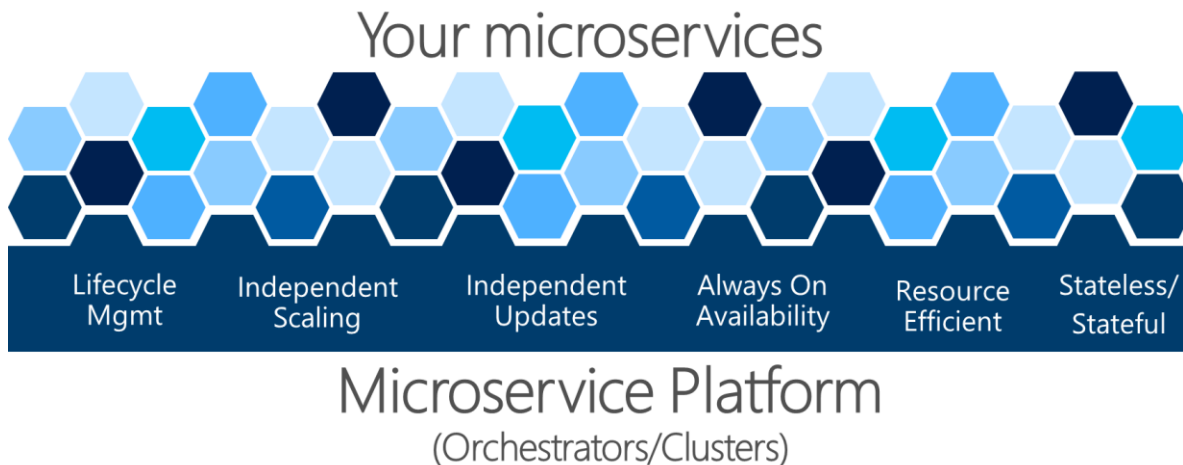 Your microservices
Lifecycle
Mgmt
Independent
Scaling
Independent
Updates
Always On
Availability
Resource
Efficient
Stateless/
Stateful
Microservice Platform
(Orchestrators/Clusters)